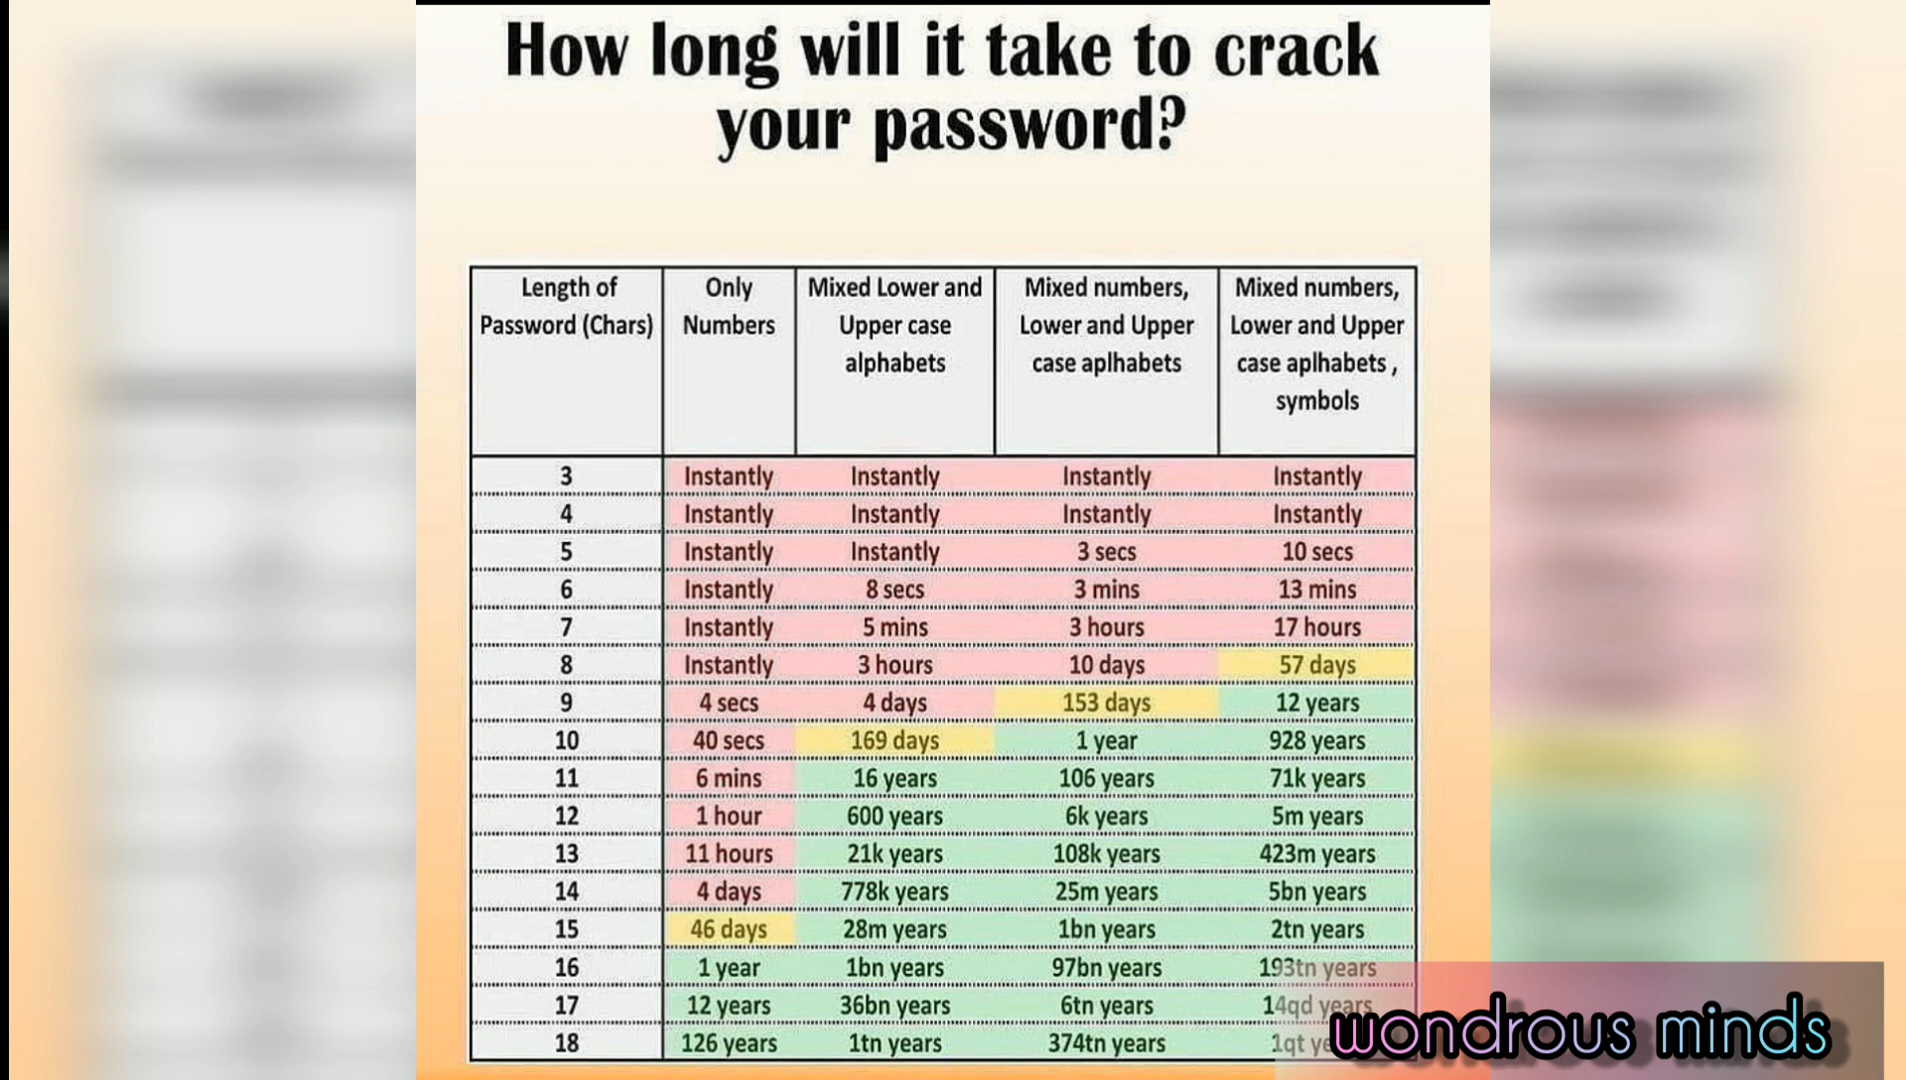 How long will it take to crack
your password?
Length of Password (Chars) Only Numbers Mixed Lower and Upper case alphabets Mixed numbers, Lower and Upper case aplhabets Mixed numbers, Lower and Upper case aplhabets , symbols
3 Instantly Instantly Instantly Instantly
4 Instantly Instantly Instantly Instantly
5 Instantly Instantly 3 secs 10 secs
6 Instantly 8 secs 3 mins 13 mins
7 Instantly 5 mins 3 hours 17 hours
8 Instantly 3 hours 10 days 57 days
9 4 secs 4 days 153 days 12 years
10 40 secs 169 days 1 year 928 years
11 6 mins 16 years 106 years 71k years
12 1 hour 600 years 6k years 5m years
13 11 hours 21k years 108k years 423m years
14 4 days 778k years 25m years 5bn years
15 46 days 28m years 1bn years 2tn years
16 1 year 1bn years 97bn years 193tn years
17 12 years 36bn years 6tn years 14qd years
18 126 years 1tn years 374tn years 1qt
wondrous minds